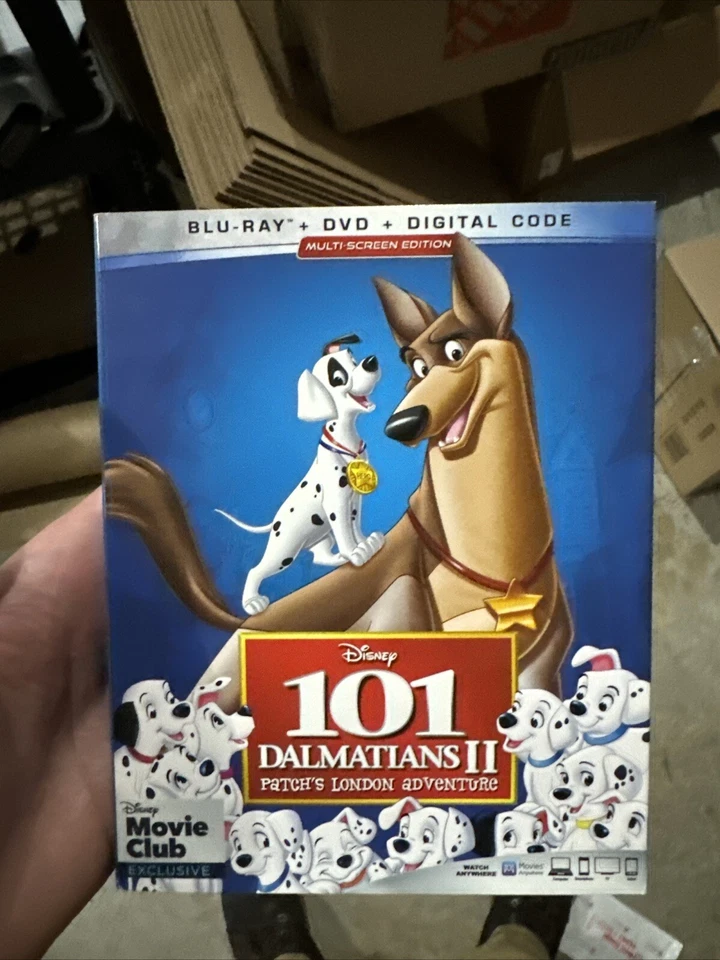 BLU-RAY™ + DVD + DIGITAL CODE
MULTI-SCREEN EDITION
Disney
101
DALMATIANS II
PATCH'S LONDON ADVENTURE
Disney
Movie
Club
EXCLUSIVE
WATCH
ANYWHERE
Movies
Anywhere